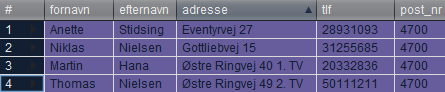 # fornavn efternavn adresse tlf post_nr
1 Anette Stidsing Eventyrvej 27 28931093 4700
2 Niklas Nielsen Gottliebvej 15 31255685 4700
3 Martin Hana Østre Ringvej 40 1. TV 20332836 4700
4 Thomas Nielsen Østre Ringvej 49 2. TV 50111211 4700